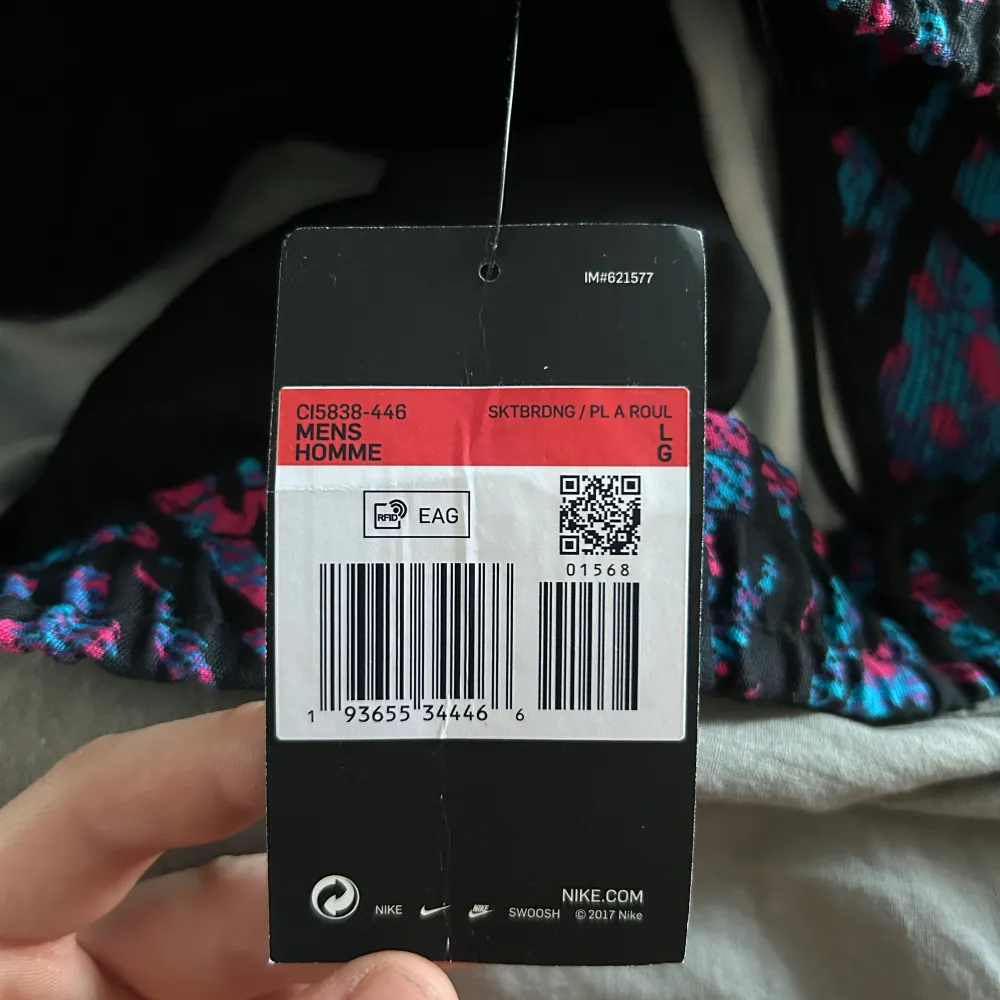 IM#621577
CI5838-446 SKTBRDNG / PL A ROUL
MENS L
HOMME G
RFID EAG
01568
1 93655 34446 6
NIKE.COM
NIKE NIKE SWOOSH © 2017 Nike